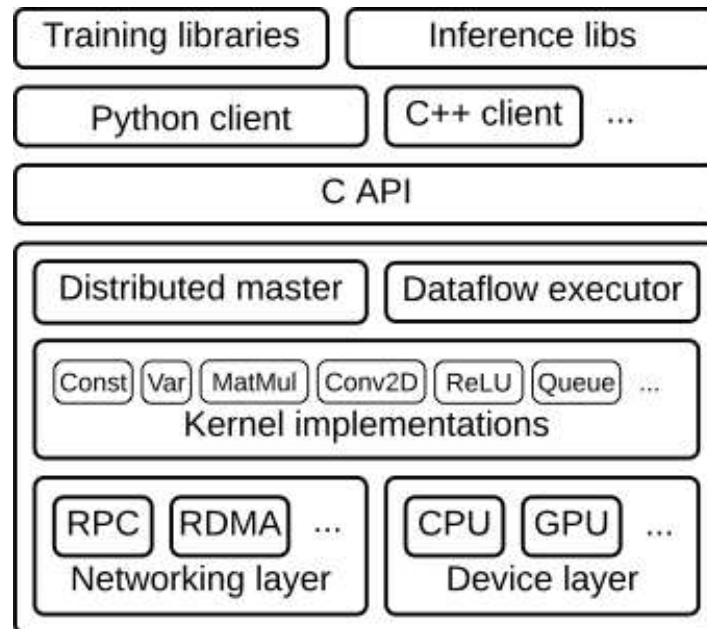 Training libraries Inference libs
Python client C++ client ...
C API
Distributed master Dataflow executor
Const Var MatMul Conv2D ReLU Queue ...
Kernel implementations
RPC RDMA ... CPU GPU ...
Networking layer Device layer